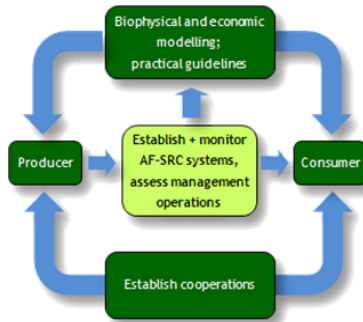 Biophysical and economic
modelling;
practical guidelines
Producer
Establish + monitor
AF-SRC systems,
assess management
operations
Consumer
Establish cooperations